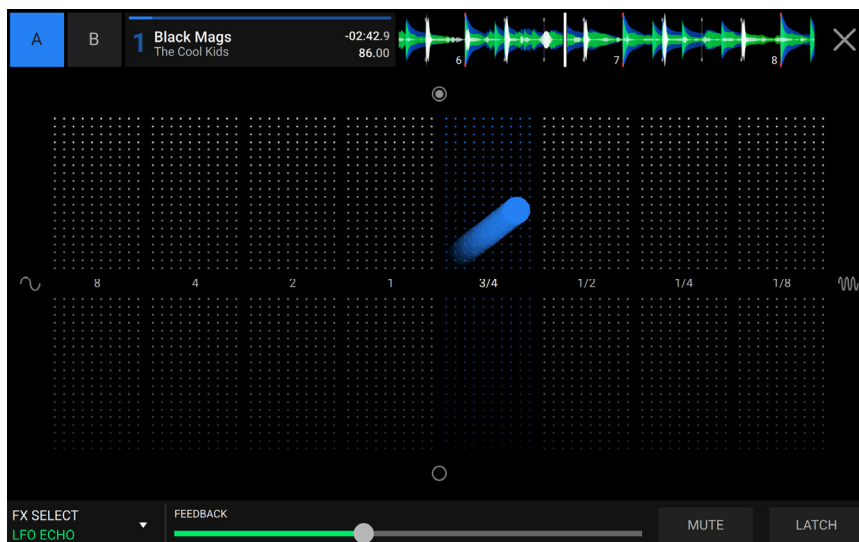 A
B
1
Black Mags
-02:42.9
The Cool Kids
86.00
6
7
8
8
4
2
1
3/4
1/2
1/4
1/8
FX SELECT
LFO ECHO
FEEDBACK
MUTE
LATCH